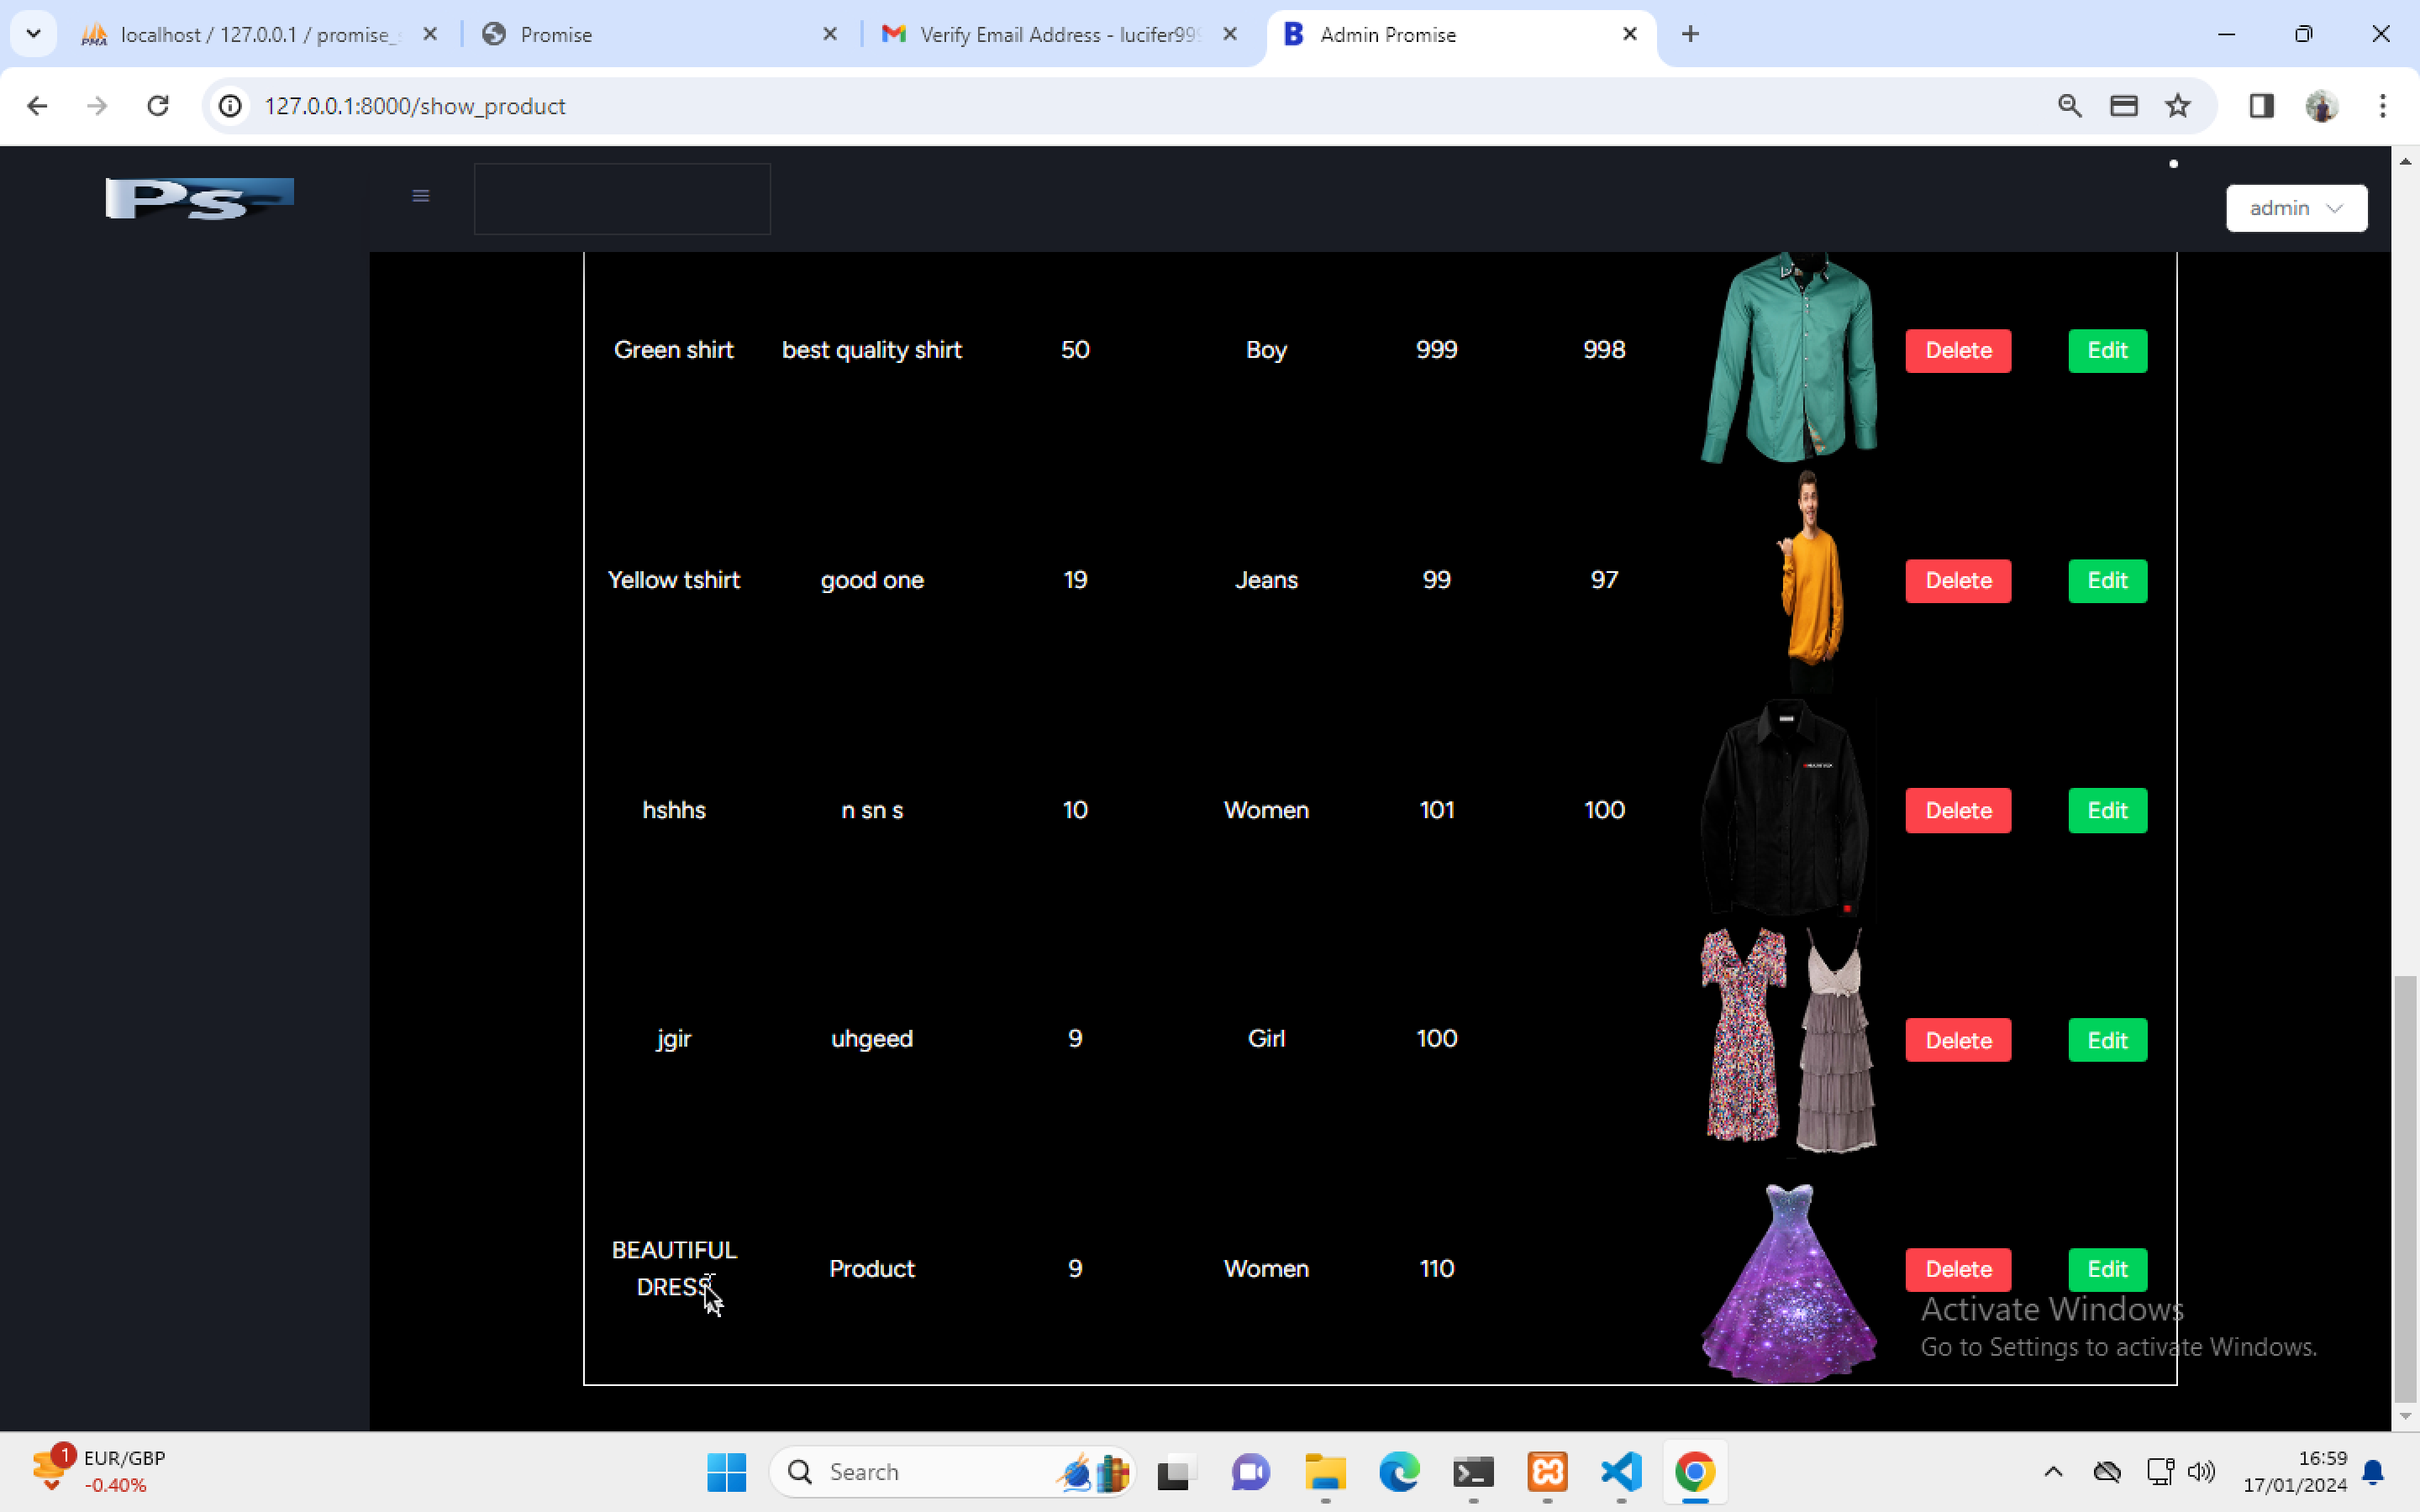 localhost / 127.0.0.1 / promise_
Promise
Verify Email Address - lucifer999
Admin Promise
127.0.0.1:8000/show_product
Ps
admin
Green shirt best quality shirt 50 Boy 999 998 Delete Edit
Yellow tshirt good one 19 Jeans 99 97 Delete Edit
hshhs n sn s 10 Women 101 100 Delete Edit
jgir uhgeed 9 Girl 100 Delete Edit
BEAUTIFUL
DRESS Product 9 Women 110 Delete Edit
Activate Windows
Go to Settings to activate Windows.
1 EUR/GBP
-0.40%
Search
16:59
17/01/2024